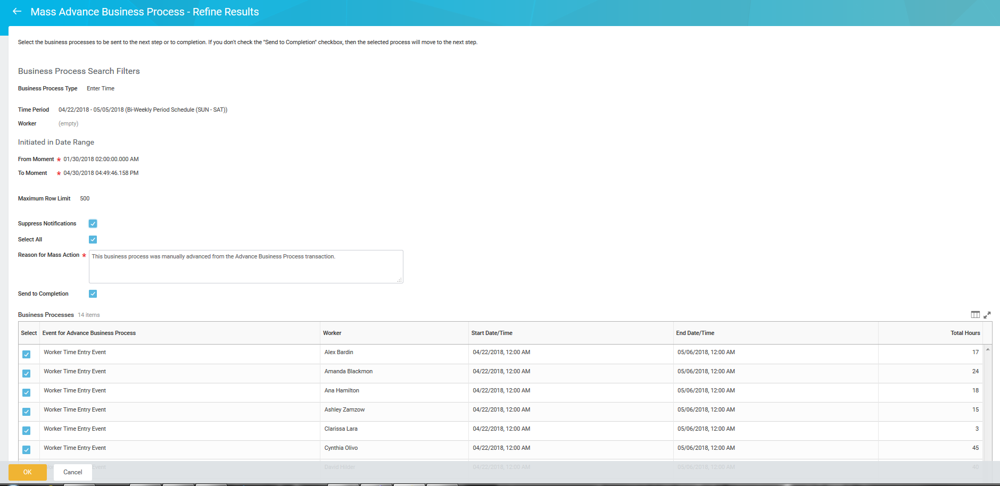 Mass Advance Business Process - Refine Results
Select the business processes to be sent to the next step or to completion. If you don't check the "Send to Completion" checkbox, then the selected process will move to the next step.
Business Process Search Filters
Business Process Type Enter Time
Time Period 04/22/2018 - 05/05/2018 (Bi-Weekly Period Schedule (SUN - SAT))
Worker (empty)
Initiated in Date Range
From Moment * 01/30/2018 02:00:00.000 AM
To Moment * 04/30/2018 04:49:46.158 PM
Maximum Row Limit 500
Suppress Notifications
Select All
Reason for Mass Action * This business process was manually advanced from the Advance Business Process transaction.
Send to Completion
Business Processes 14 items
Select Event for Advance Business Process Worker Start Date/Time End Date/Time Total Hours
Worker Time Entry Event Alex Bardin 04/22/2018, 12:00 AM 05/06/2018, 12:00 AM 17
Worker Time Entry Event Amanda Blackmon 04/22/2018, 12:00 AM 05/06/2018, 12:00 AM 24
Worker Time Entry Event Ana Hamilton 04/22/2018, 12:00 AM 05/06/2018, 12:00 AM 18
Worker Time Entry Event Ashley Zamzow 04/22/2018, 12:00 AM 05/06/2018, 12:00 AM 15
Worker Time Entry Event Clarissa Lara 04/22/2018, 12:00 AM 05/06/2018, 12:00 AM 3
Worker Time Entry Event Cynthia Olivo 04/22/2018, 12:00 AM 05/06/2018, 12:00 AM 45
Event David Hilder 04/22/2018, 12:00 AM 05/06/2018, 12:00 AM 40
OK Cancel